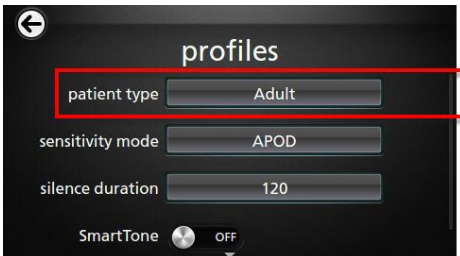 profiles
patient type Adult
sensitivity mode APOD
silence duration 120
SmartTone OFF